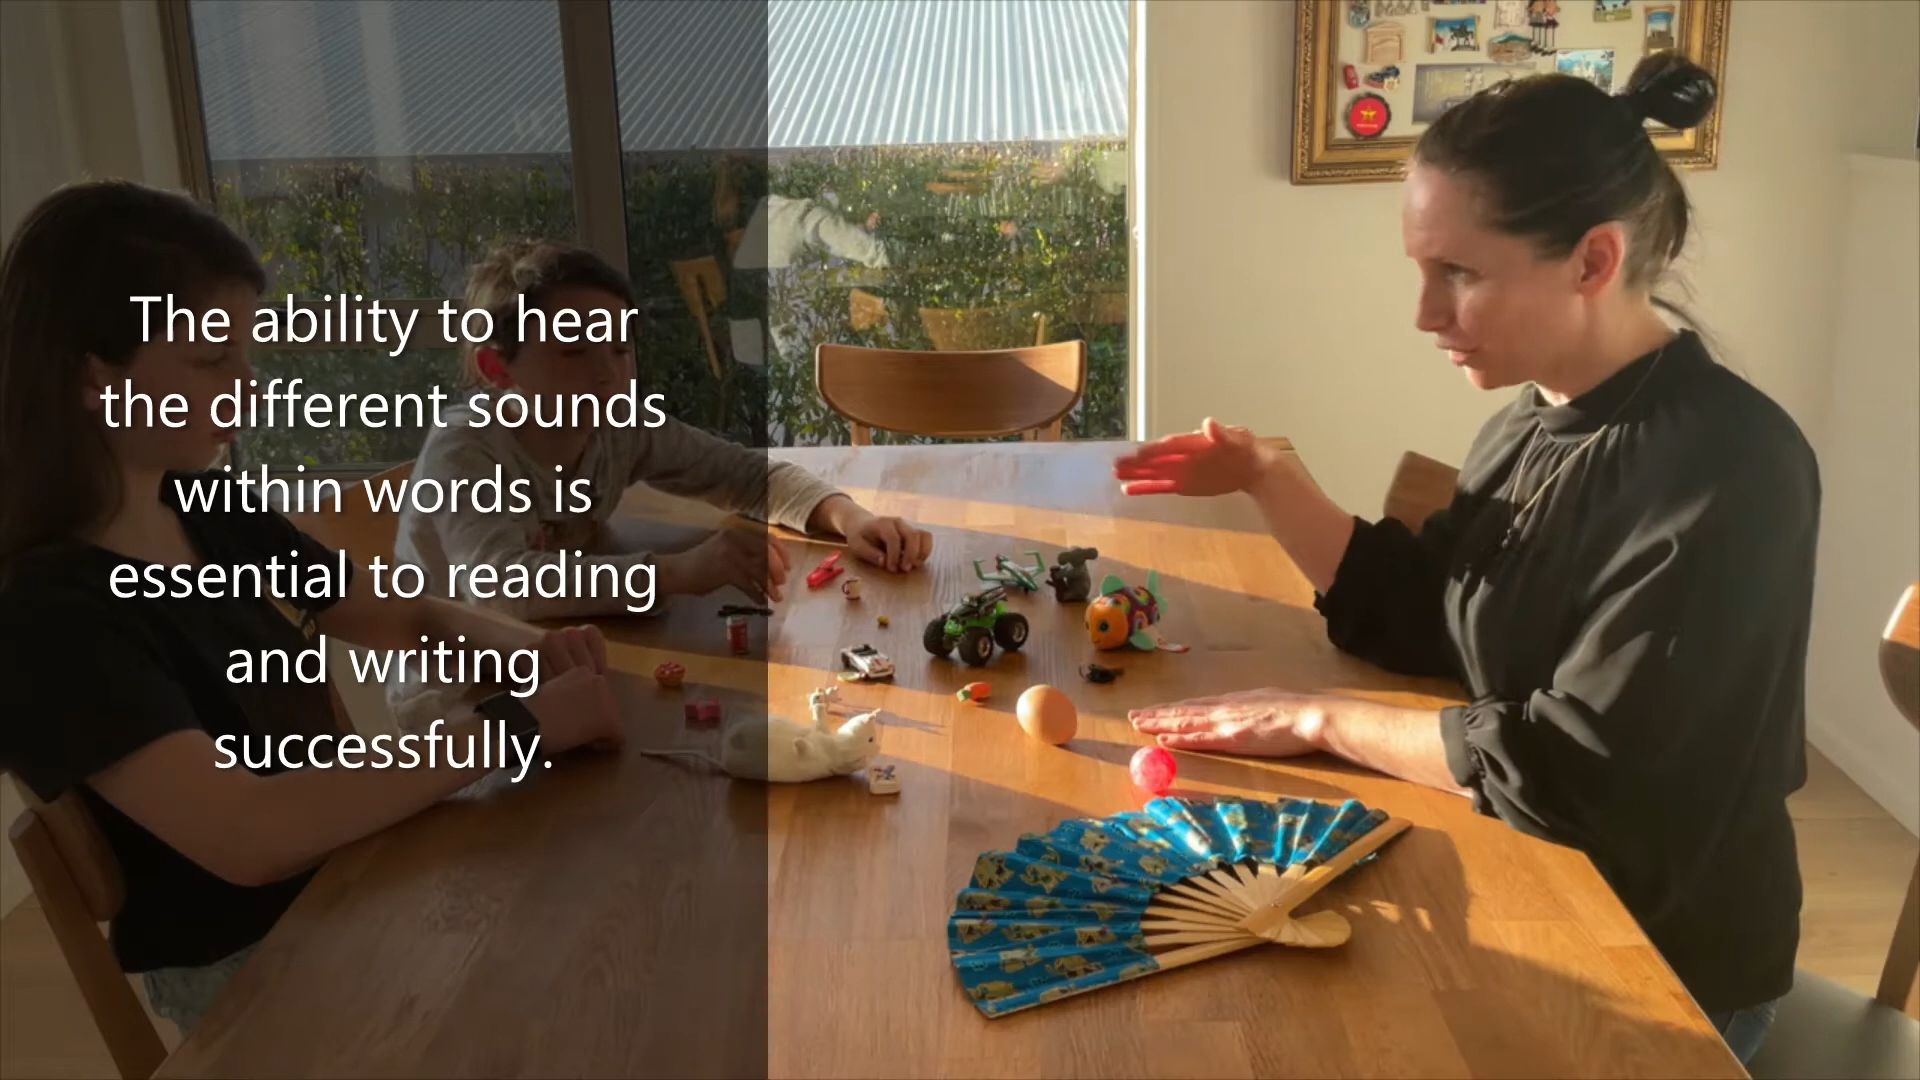 The ability to hear
the different sounds
within words is
essential to reading
and writing
successfully.